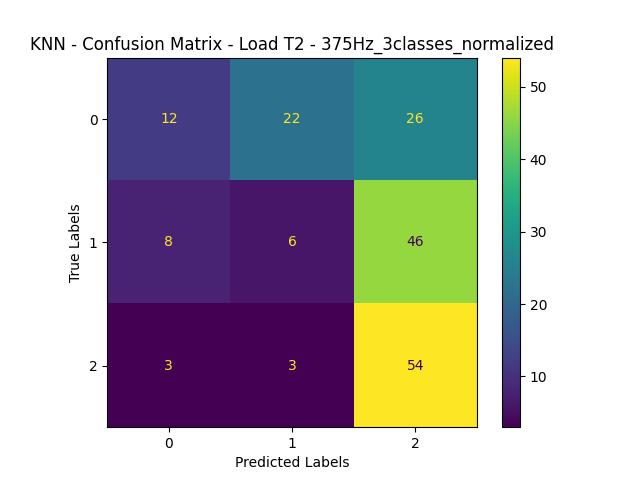 KNN - Confusion Matrix - Load T2 - 375Hz_3classes_normalized
0 12 22 26
1 8 6 46
2 3 3 54
0 1 2
Predicted Labels
True Labels
50
40
30
20
10